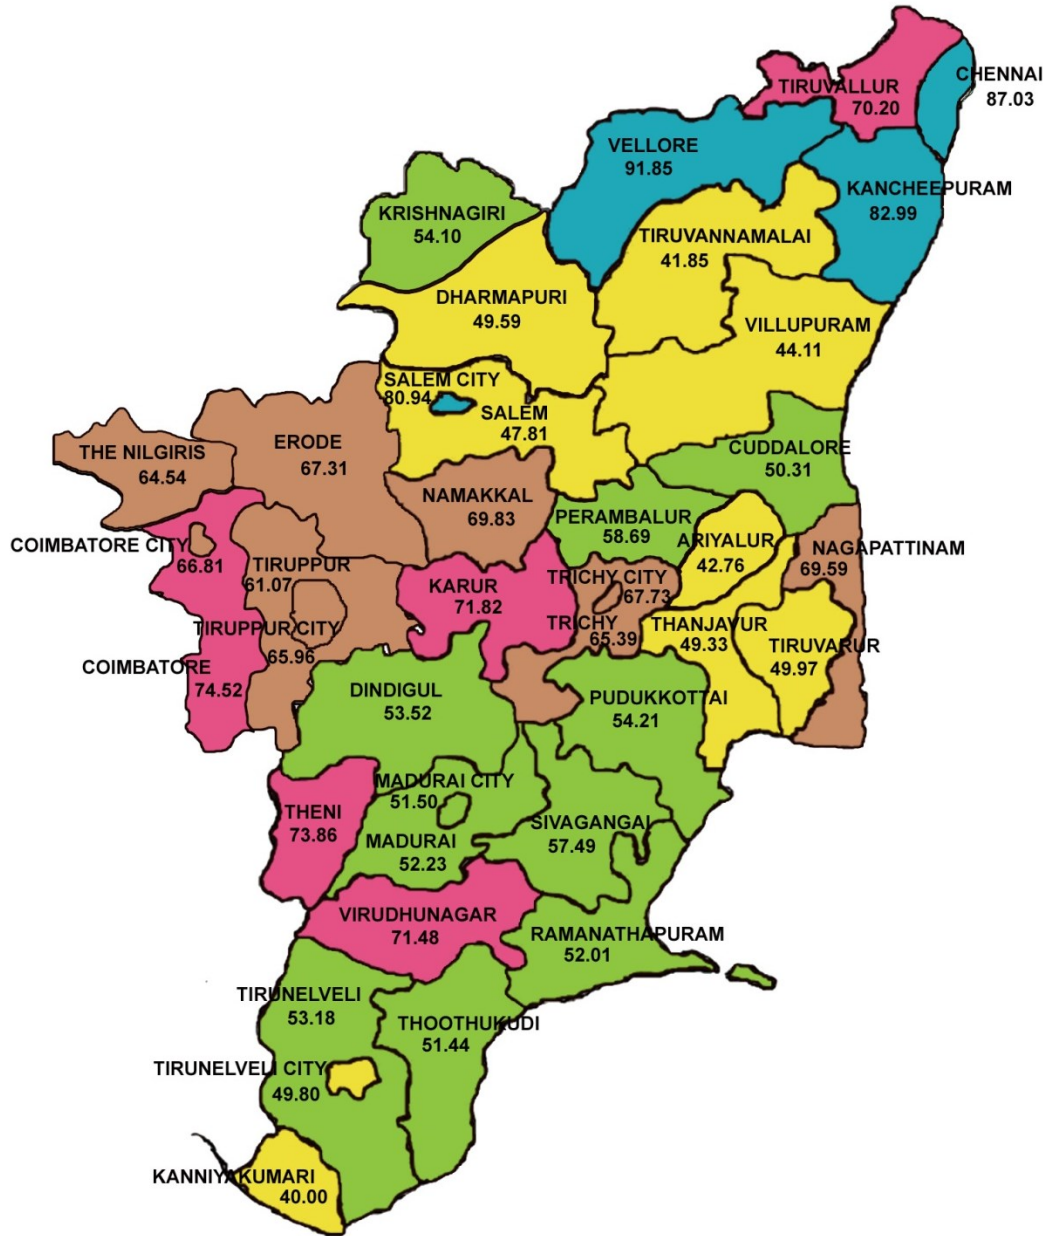 CHENNAI
87.03
TIRUVALLUR
70.20
VELLORE
91.85
KANCHEEPURAM
82.99
KRISHNAGIRI
54.10
TIRUVANNAMALAI
41.85
DHARMAPURI
49.59
VILLUPURAM
44.11
SALEM CITY
80.94
SALEM
47.81
ERODE
67.31
THE NILGIRIS
64.54
CUDDALORE
50.31
NAMAKKAL
69.83
PERAMBALUR
58.69
ARIYALUR
42.76
NAGAPATTINAM
69.59
COIMBATORE CITY
66.81
TIRUPPUR
61.07
KARUR
71.82
TRICHY CITY
67.73
TRICHY
65.39
THANJAVUR
49.33
TIRUVARUR
49.97
TIRUPPUR CITY
65.96
COIMBATORE
74.52
DINDIGUL
53.52
PUDUKKOTTAI
54.21
MADURAI CITY
51.50
THENI
73.86
MADURAI
52.23
SIVAGANGAI
57.49
VIRUDHUNAGAR
71.48
RAMANATHAPURAM
52.01
TIRUNELVELI
53.18
THOOTHUKUDI
51.44
TIRUNELVELI CITY
49.80
KANNIYAKUMARI
40.00